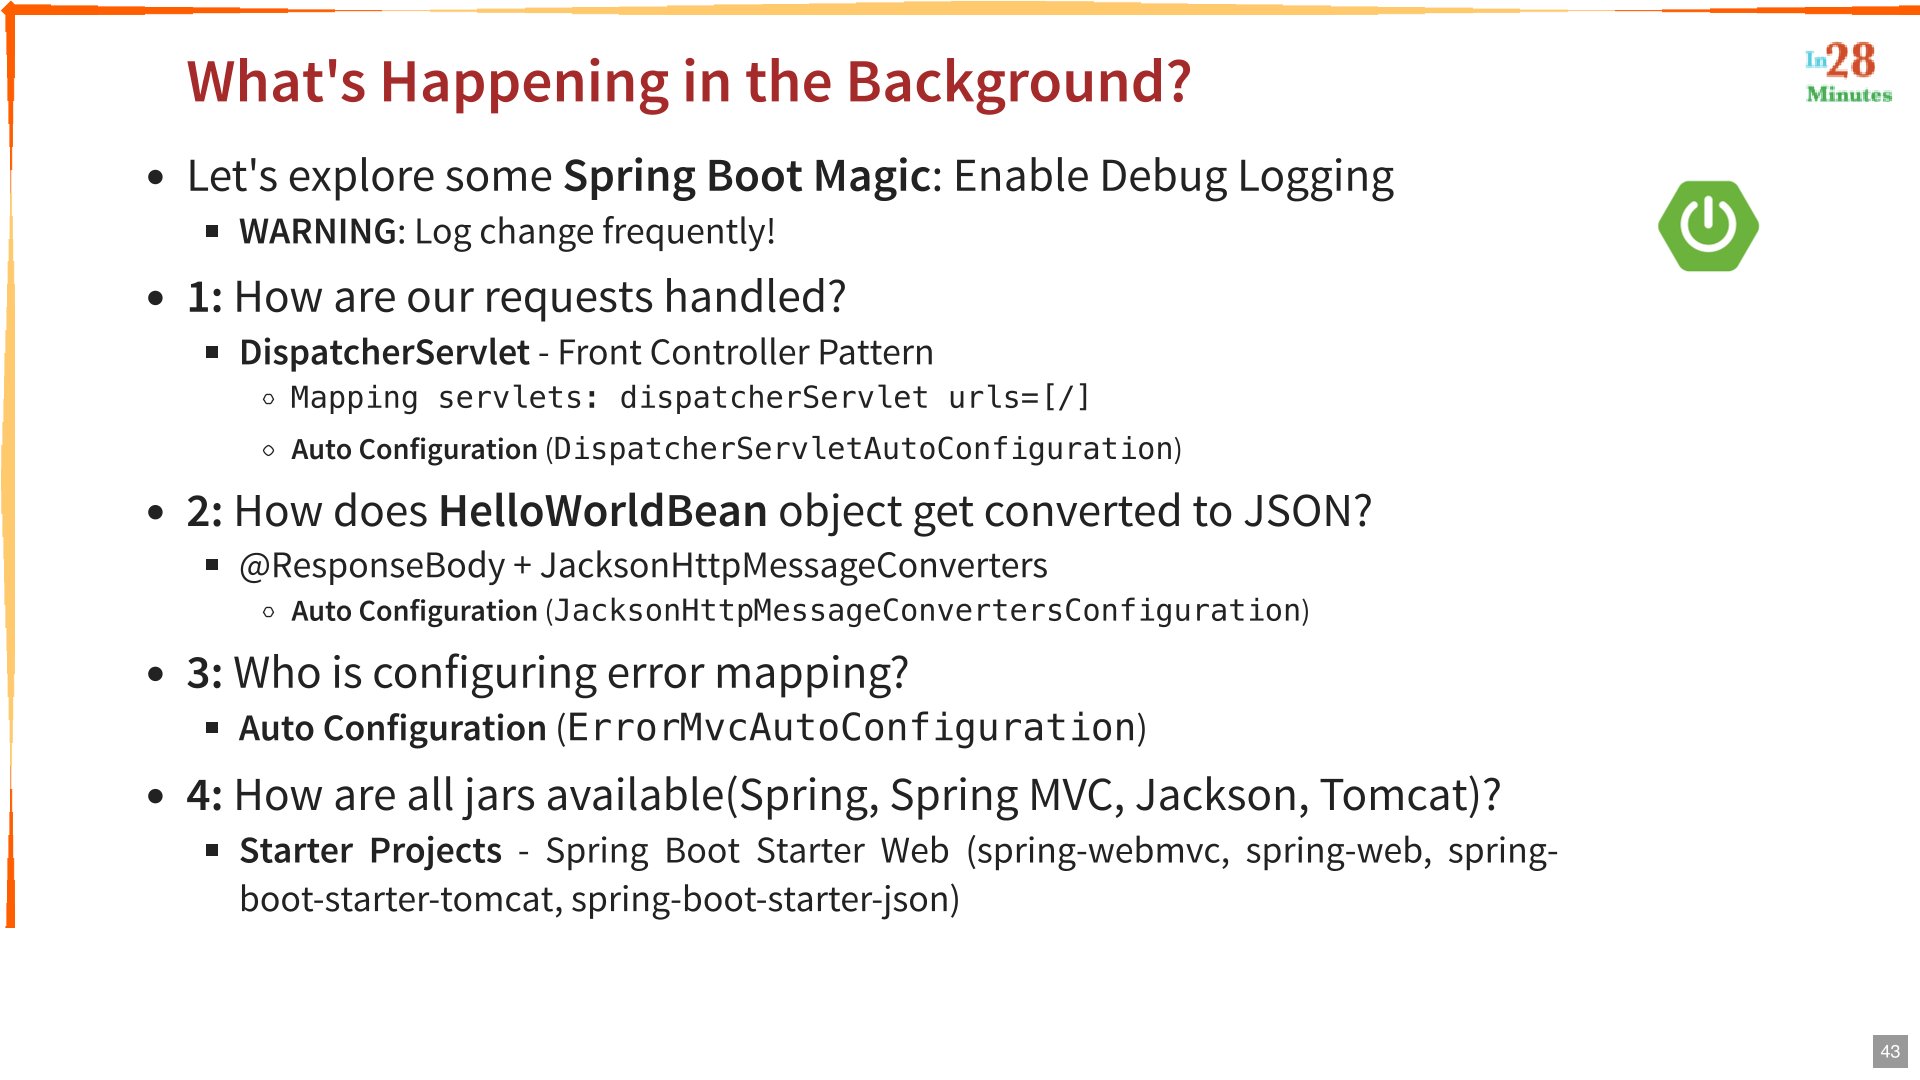 What's Happening in the Background?
In28
Minutes
Let's explore some Spring Boot Magic: Enable Debug Logging
WARNING: Log change frequently!
1: How are our requests handled?
DispatcherServlet - Front Controller Pattern
Mapping servlets: dispatcherServlet urls=[/]
Auto Configuration (DispatcherServletAutoConfiguration)
2: How does HelloWorldBean object get converted to JSON?
@ResponseBody + JacksonHttpMessageConverters
Auto Configuration (JacksonHttpMessageConvertersConfiguration)
3: Who is configuring error mapping?
Auto Configuration (ErrorMvcAutoConfiguration)
4: How are all jars available(Spring, Spring MVC, Jackson, Tomcat)?
Starter Projects - Spring Boot Starter Web (spring-webmvc, spring-web, spring-
boot-starter-tomcat, spring-boot-starter-json)
43